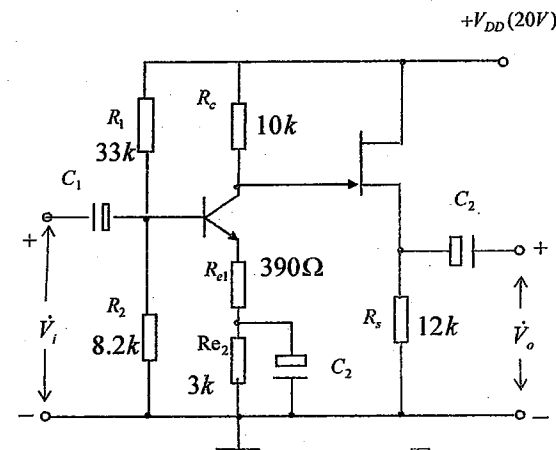 +V_DD (20V)
R_1
33k
R_c
10k
C_1
C_2
+
+
R_e1
390Ω
R_2
8.2k
V̇_i
Re_2
3k
C_2
R_s
12k
V̇_o
−
−